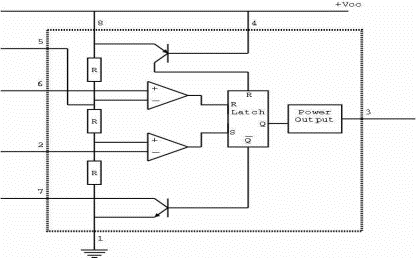 +Vcc
8
4
5
R
6
+
−
R
R Latch
Power
Output
3
Q
R
S
2
+
−
Q
R
7
1